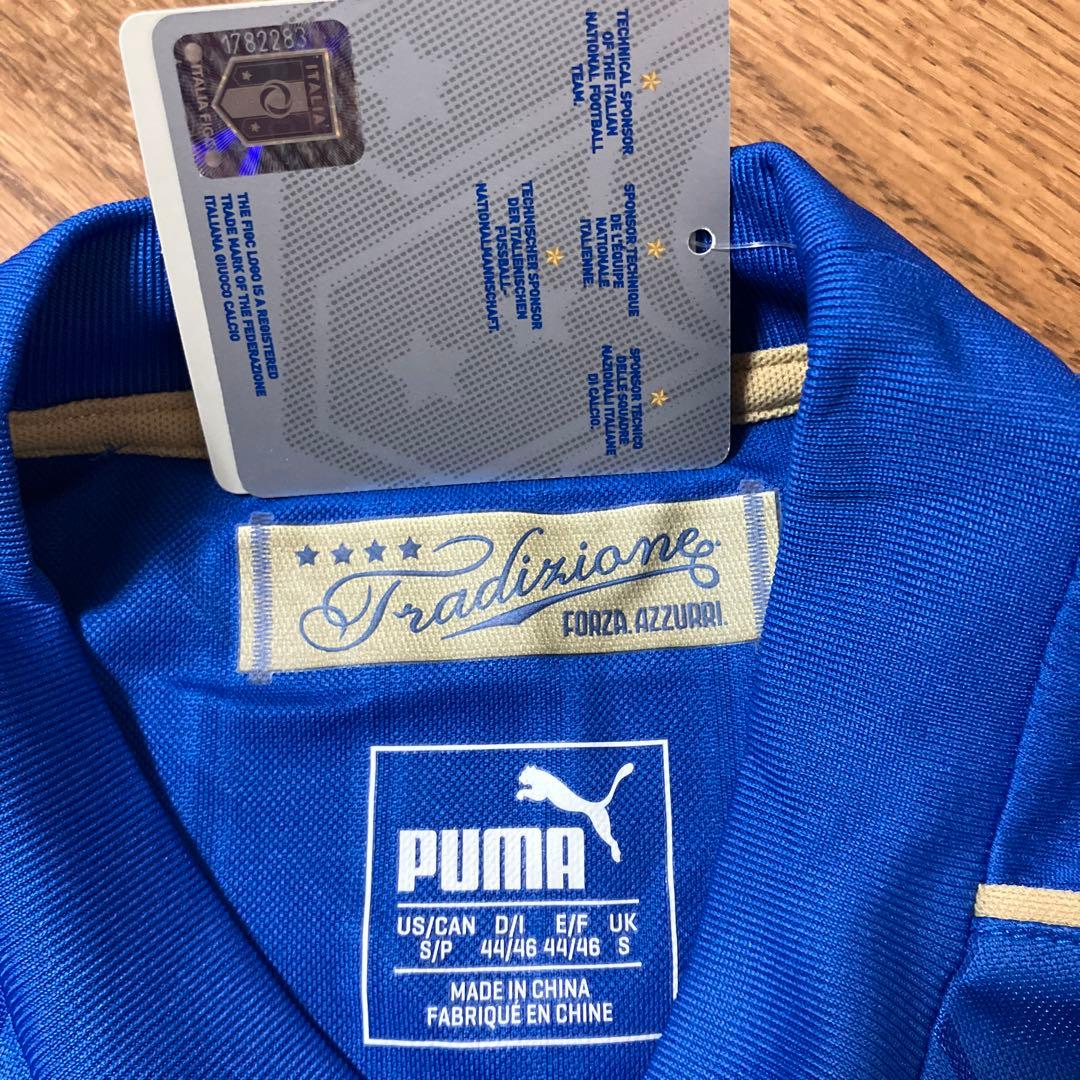 1782283
ITALIA
ITALIA FIGC
THE FIGC LOGO IS A REGISTERED
TRADE MARK OF THE FEDERAZIONE
ITALIANA GIUOCO CALCIO
TECHNICAL SPONSOR
OF THE ITALIAN
NATIONAL FOOTBALL
TEAM.
SPONSOR TECHNIQUE
DE L'ÉQUIPE
NATIONALE
ITALIENNE.
TECHNISCHER SPONSOR
DER ITALIENISCHEN
FUSSBALL-
NATIONALMANNSCHAFT.
SPONSOR TECNICO
DELLE SQUADRE
NAZIONALI ITALIANE
DI CALCIO.
Tradizione
FORZA AZZURRI
PUMA
US/CAN D/I E/F UK
S/P 44/46 44/46 S
MADE IN CHINA
FABRIQUÉ EN CHINE